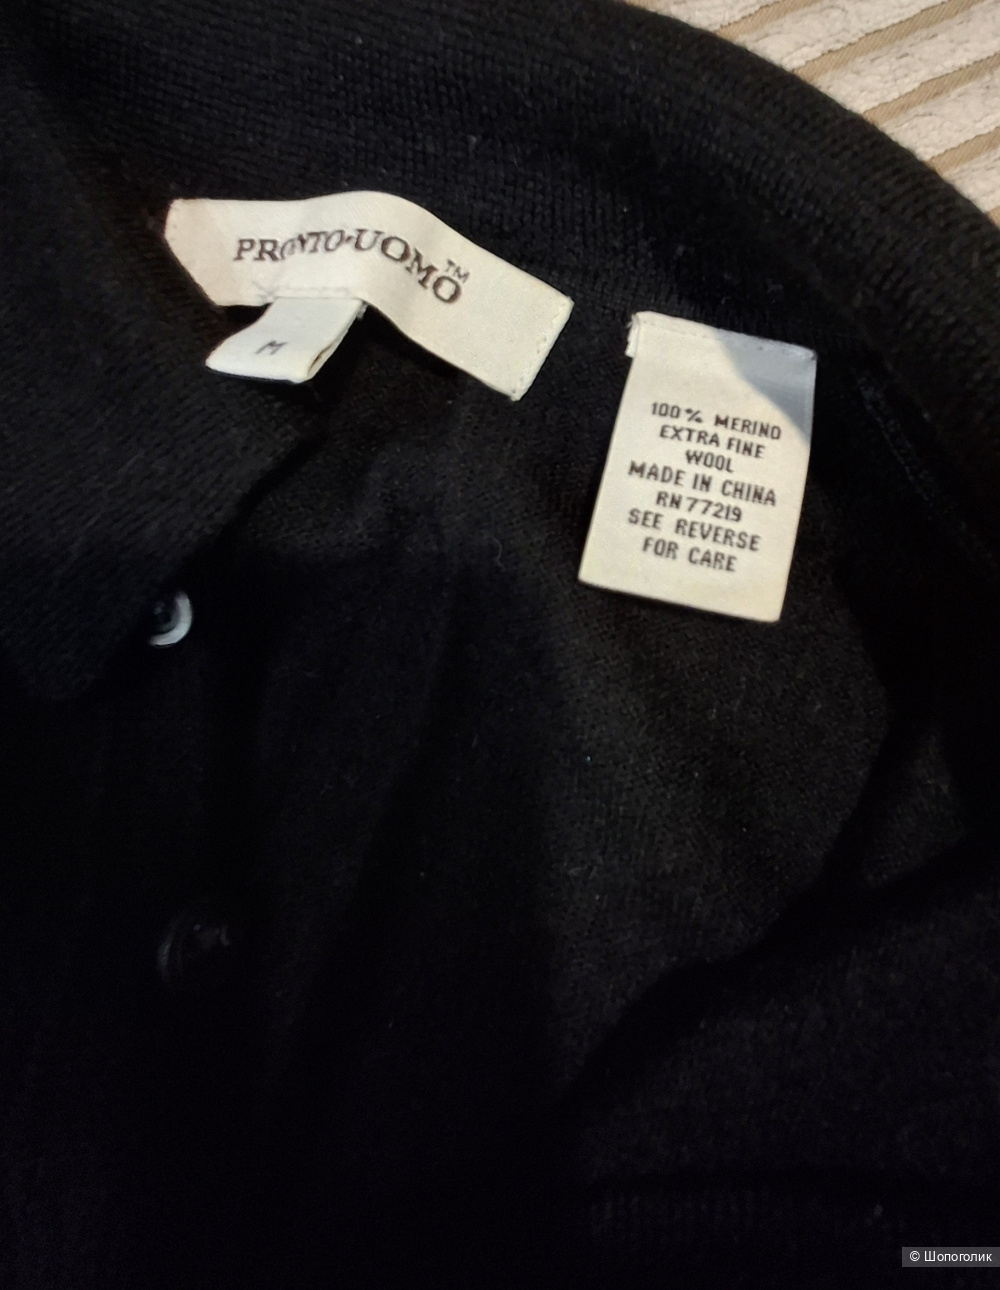 PRONTO-UOMO™
M
100% MERINO
EXTRA FINE
WOOL
MADE IN CHINA
RN 77219
SEE REVERSE
FOR CARE
© Шопоголик